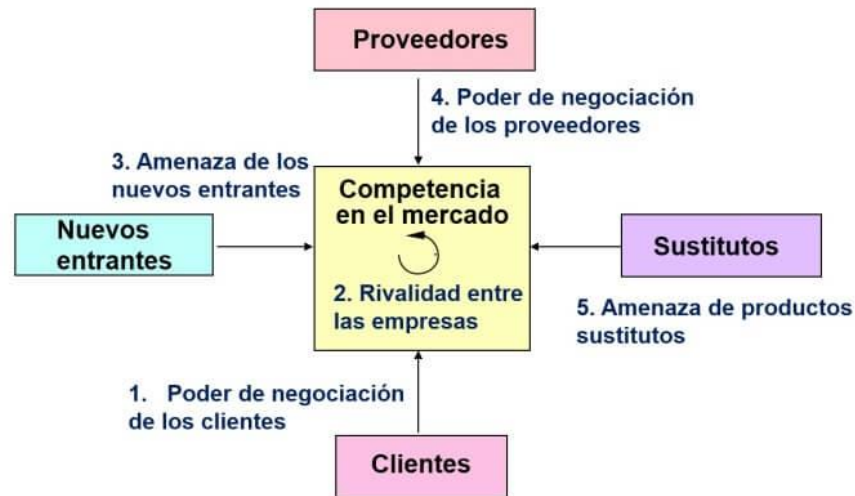 Proveedores
4. Poder de negociación
de los proveedores
3. Amenaza de los
nuevos entrantes
Competencia
en el mercado
Nuevos
entrantes
Sustitutos
2. Rivalidad entre
las empresas
5. Amenaza de productos
sustitutos
1. Poder de negociación
de los clientes
Clientes